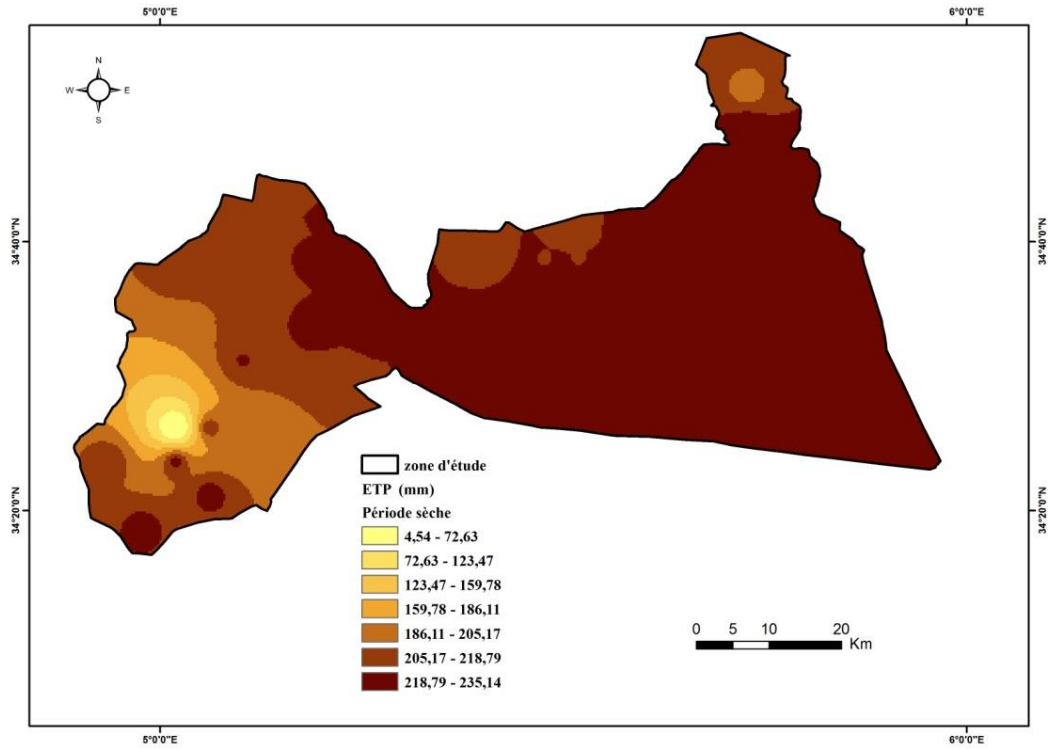 5°0'0"E
6°0'0"E
N
W
E
S
34°40'0"N
34°40'0"N
34°20'0"N
34°20'0"N
zone d'étude
ETP (mm)
Période sèche
4,54 - 72,63
72,63 - 123,47
123,47 - 159,78
159,78 - 186,11
186,11 - 205,17
205,17 - 218,79
218,79 - 235,14
0 5 10 20
Km
5°0'0"E
6°0'0"E